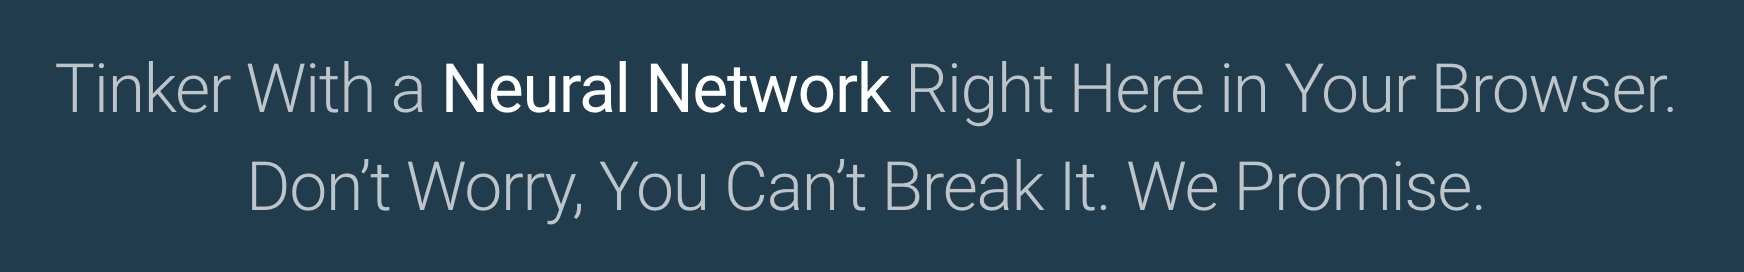 Tinker With a Neural Network Right Here in Your Browser.
Don’t Worry, You Can’t Break It. We Promise.